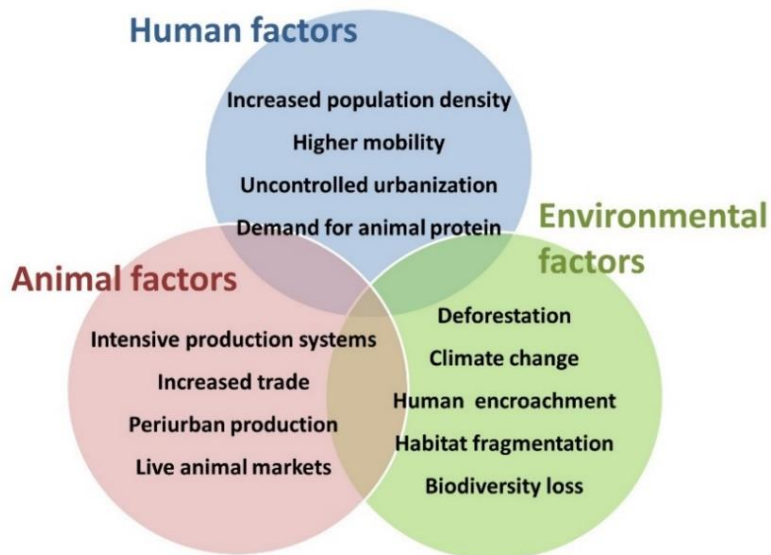 Human factors
Increased population density
Higher mobility
Uncontrolled urbanization
Demand for animal protein
Environmental
factors
Animal factors
Intensive production systems
Increased trade
Periurban production
Live animal markets
Deforestation
Climate change
Human encroachment
Habitat fragmentation
Biodiversity loss